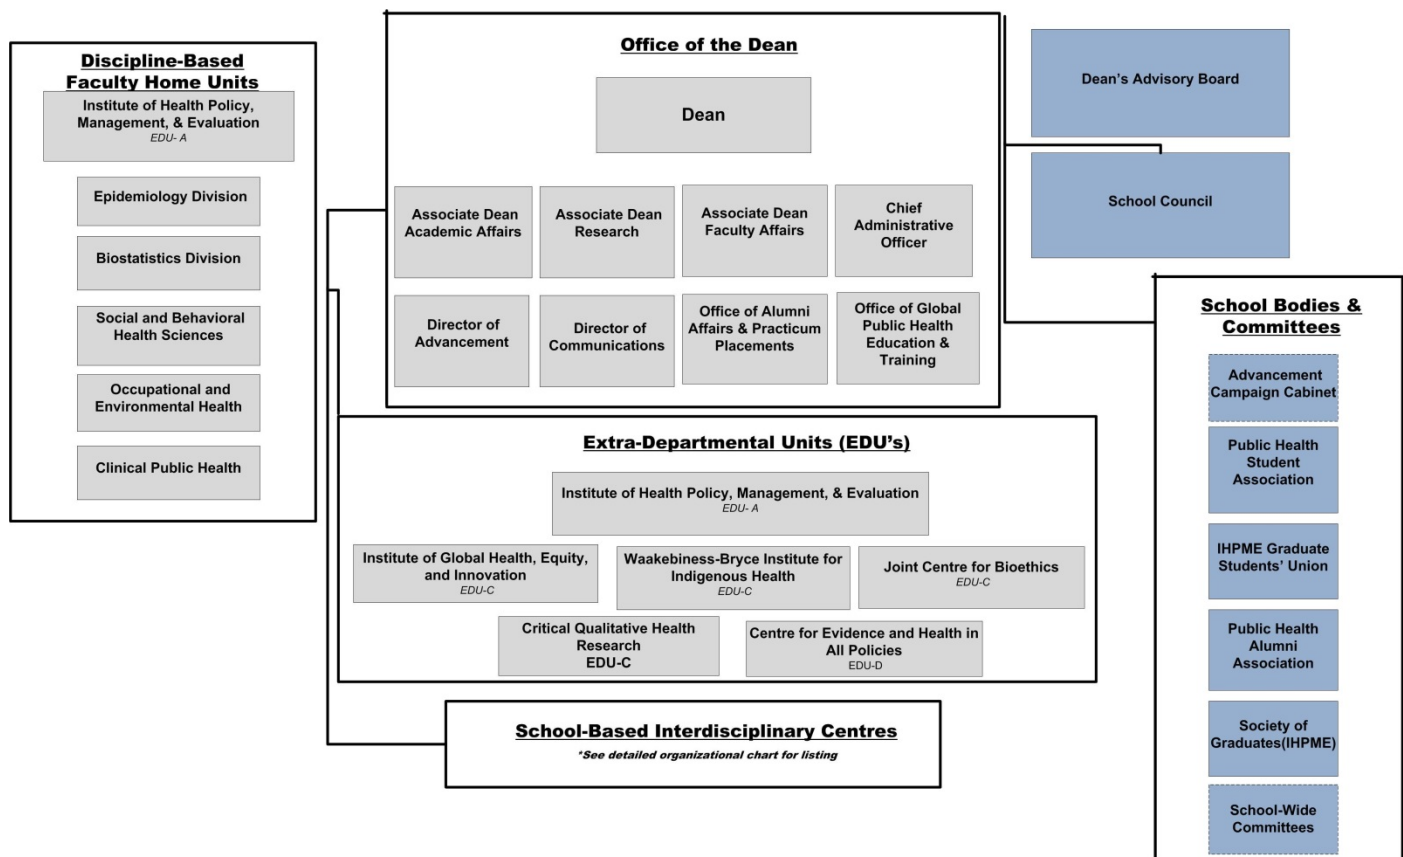 Discipline-Based
Faculty Home Units
Institute of Health Policy,
Management, & Evaluation
EDU- A
Epidemiology Division
Biostatistics Division
Social and Behavioral
Health Sciences
Occupational and
Environmental Health
Clinical Public Health
Office of the Dean
Dean
Associate Dean
Academic Affairs
Associate Dean
Research
Associate Dean
Faculty Affairs
Chief
Administrative
Officer
Director of
Advancement
Director of
Communications
Office of Alumni
Affairs & Practicum
Placements
Office of Global
Public Health
Education &
Training
Dean's Advisory Board
School Council
Extra-Departmental Units (EDU's)
Institute of Health Policy, Management, & Evaluation
EDU- A
Institute of Global Health, Equity,
and Innovation
EDU-C
Waakebiness-Bryce Institute for
Indigenous Health
EDU-C
Joint Centre for Bioethics
EDU-C
Critical Qualitative Health
Research
EDU-C
Centre for Evidence and Health in
All Policies
EDU-D
School-Based Interdisciplinary Centres
*See detailed organizational chart for listing
School Bodies &
Committees
Advancement
Campaign Cabinet
Public Health
Student
Association
IHPME Graduate
Students' Union
Public Health
Alumni
Association
Society of
Graduates(IHPME)
School-Wide
Committees